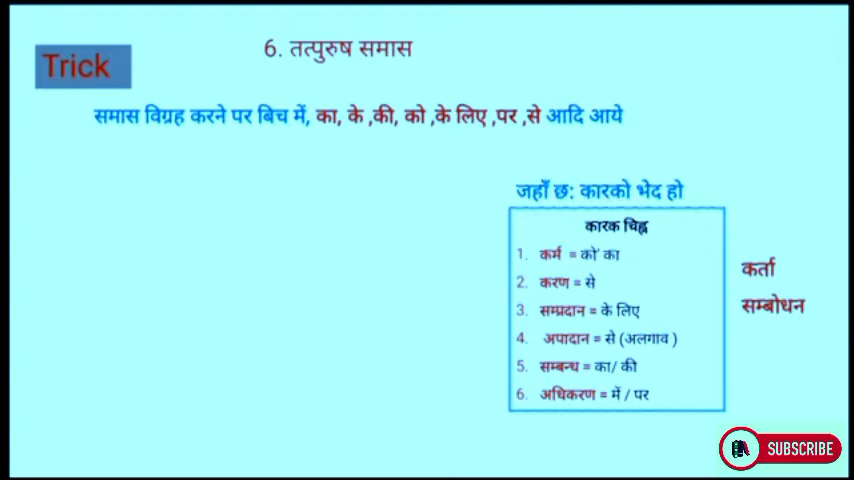 6. तत्पुरुष समास
Trick
समास विग्रह करने पर बिच में, का, के ,की, को ,के लिए ,पर ,से आदि आये
जहाँ छ: कारको भेद हो
कारक चिह्न
1. कर्म = को' का
2. करण = से
3. सम्प्रदान = के लिए
4. अपादान = से (अलगाव )
5. सम्बन्ध = का/ की
6. अधिकरण = में / पर
कर्ता
सम्बोधन
SUBSCRIBE